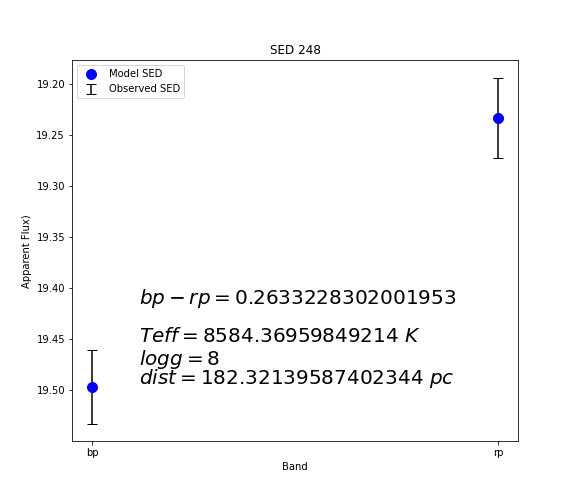 SED 248
Model SED
Observed SED
19.20
19.25
19.30
19.35
19.40
19.45
19.50
Apparent Flux)
bp − rp = 0.2633228302001953
Teff = 8584.36959849214 K
logg = 8
dist = 182.32139587402344 pc
bp
rp
Band